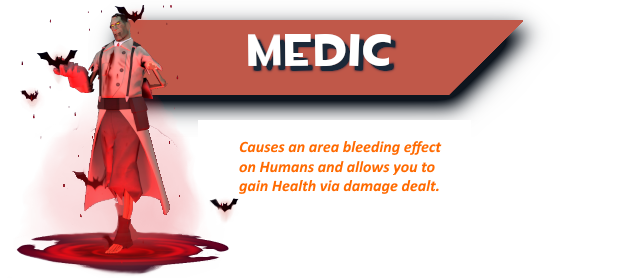 MEDIC
Causes an area bleeding effect
on Humans and allows you to
gain Health via damage dealt.